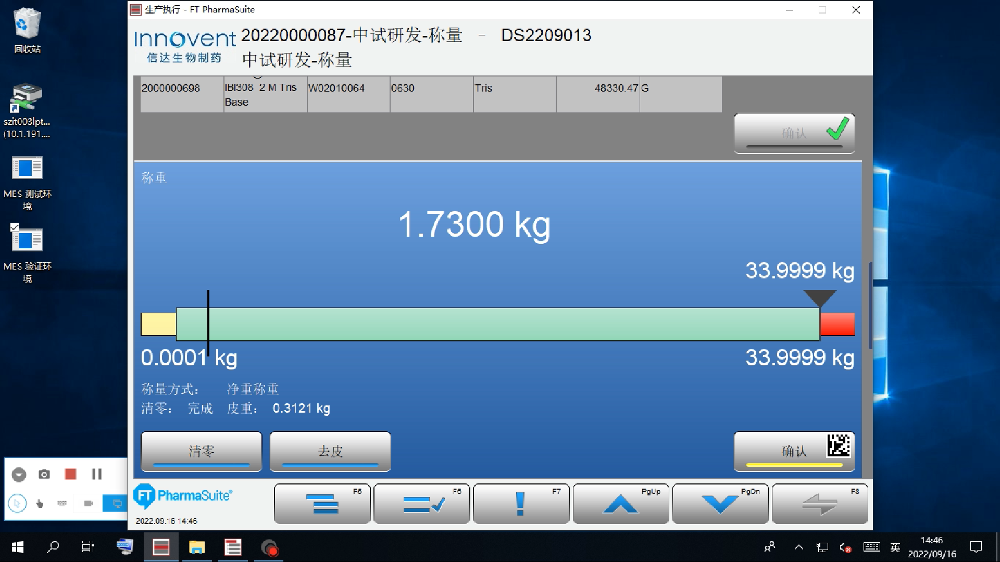 生产执行 - FT PharmaSuite
回收站
Innovent
信达生物制药
20220000087-中试研发-称量 - DS2209013
中试研发-称量
2000000698 IBI308 2 M Tris Base W02010064 0630 Tris 48330.47 G
szit003lpt...
(10.1.191....
确认
MES 测试环
境
称重
1.7300 kg
MES 验证环
境
33.9999 kg
0.0001 kg 33.9999 kg
称量方式： 净重称重
清零： 完成 皮重： 0.3121 kg
清零 去皮 确认
FT PharmaSuite®
2022.09.16 14:46
F5 F6 F7 PgUp PgDn F8
英
14:46
2022/09/16